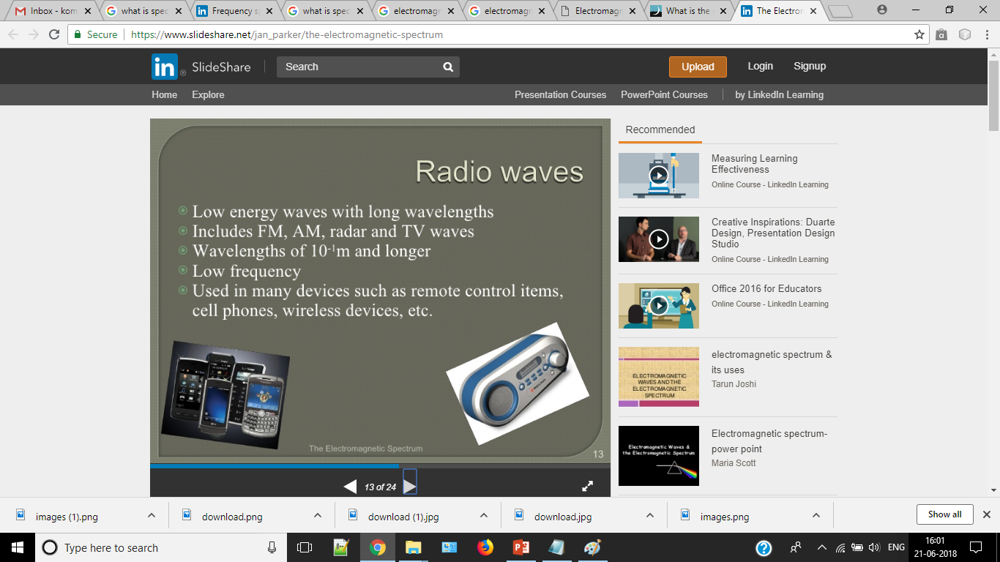 Inbox - kom
what is spec
Frequency s
what is spec
electromagn
electromagn
Electromagn
What is the
The Electron
Secure
https://www.slideshare.net/jan_parker/the-electromagnetic-spectrum
in® SlideShare
Search
Upload
Login
Signup
Home
Explore
Presentation Courses
PowerPoint Courses
by LinkedIn Learning
Radio waves
Low energy waves with long wavelengths
Includes FM, AM, radar and TV waves
Wavelengths of 10⁻¹m and longer
Low frequency
Used in many devices such as remote control items,
cell phones, wireless devices, etc.
The Electromagnetic Spectrum
13
13 of 24
Recommended
Measuring Learning
Effectiveness
Online Course - LinkedIn Learning
Creative Inspirations: Duarte
Design, Presentation Design
Studio
Online Course - LinkedIn Learning
Office 2016 for Educators
Online Course - LinkedIn Learning
ELECTROMAGNETIC
WAVES AND THE
ELECTROMAGNETIC
SPECTRUM
electromagnetic spectrum &
its uses
Tarun Joshi
Electromagnetic Waves &
the Electromagnetic Spectrum
Electromagnetic spectrum-
power point
Maria Scott
images (1).png
download.png
download (1).jpg
download.jpg
images.png
Show all
Type here to search
ENG
16:01
21-06-2018